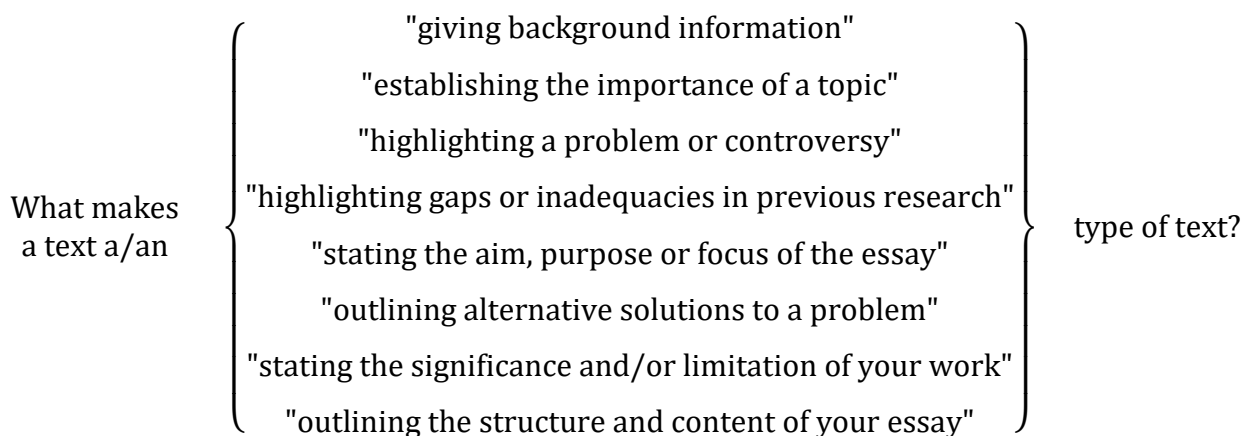 "giving background information"
"establishing the importance of a topic"
"highlighting a problem or controversy"
"highlighting gaps or inadequacies in previous research"
What makes
a text a/an
type of text?
"stating the aim, purpose or focus of the essay"
"outlining alternative solutions to a problem"
"stating the significance and/or limitation of your work"
"outlining the structure and content of your essay"